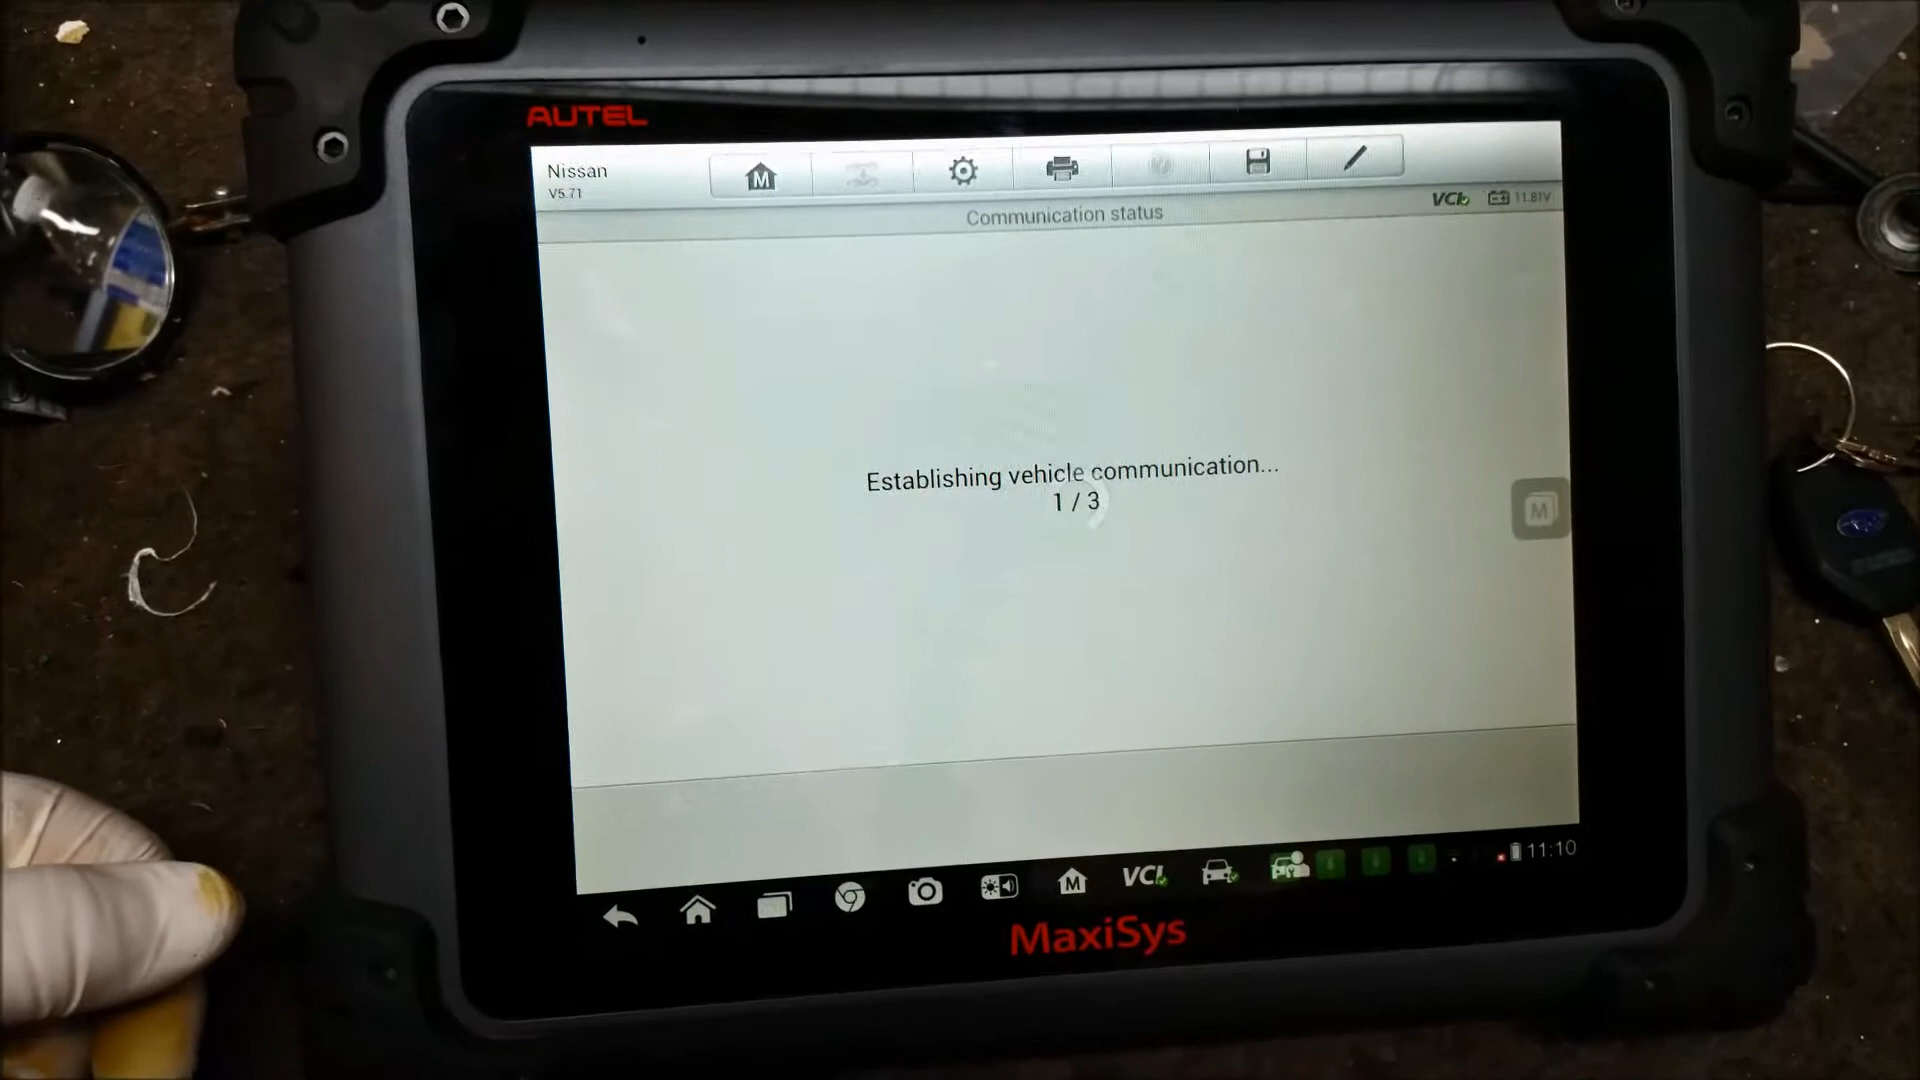 AUTEL
Nissan
V5.71
M
VCI
11.81V
Communication status
Establishing vehicle communication...
1 / 3
M
M
VCI
11:10
MaxiSys